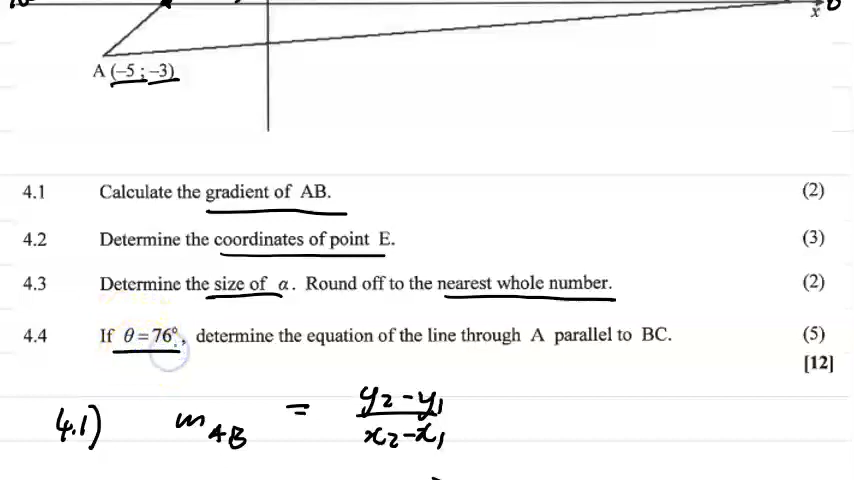 x
A (–5 ; –3)
4.1 Calculate the gradient of AB. (2)
4.2 Determine the coordinates of point E. (3)
4.3 Determine the size of α. Round off to the nearest whole number. (2)
4.4 If θ = 76°, determine the equation of the line through A parallel to BC. (5)
[12]
4.1) m AB = y2 - y1
x2 - x1